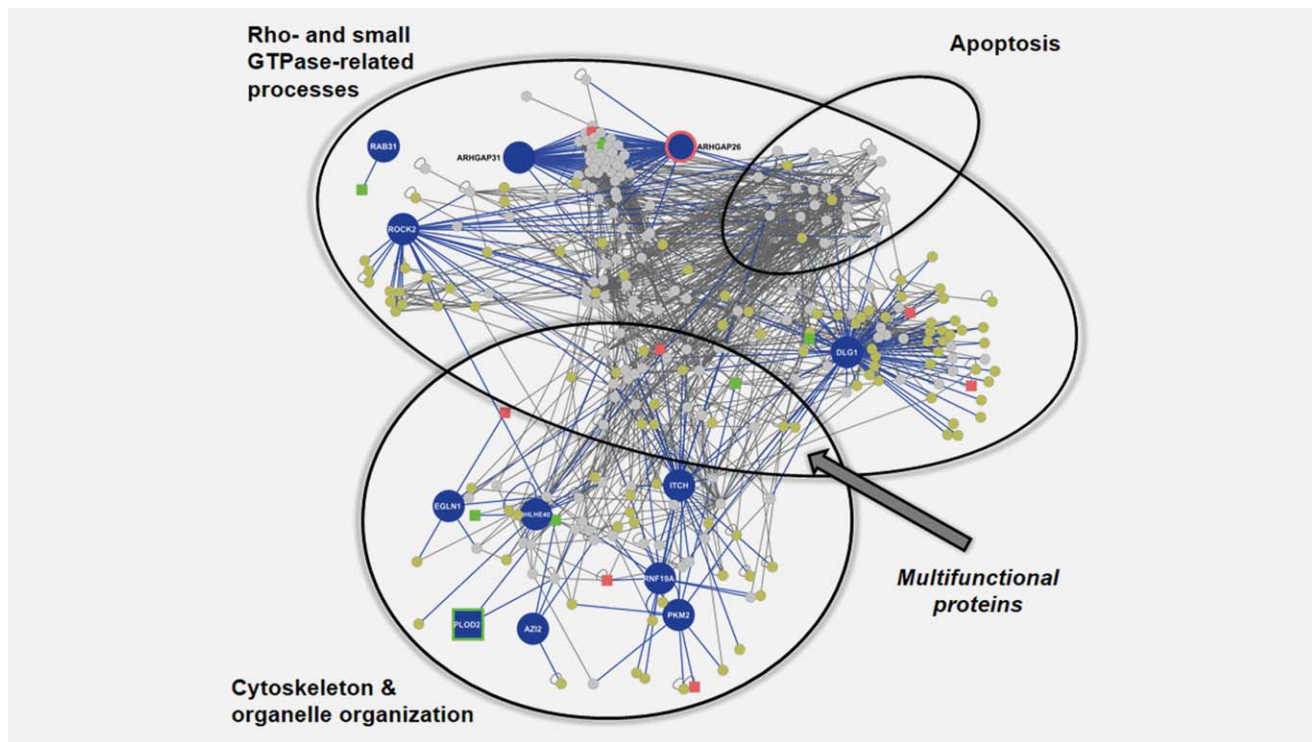 Rho- and small
GTPase-related
processes
Apoptosis
RAB31
ARHGAP31
ARHGAP26
ROCK2
DLG1
ITCH
EGLN1
BHLHE40
RNF19A
PKM2
PLOD2
AZI2
Multifunctional
proteins
Cytoskeleton &
organelle organization